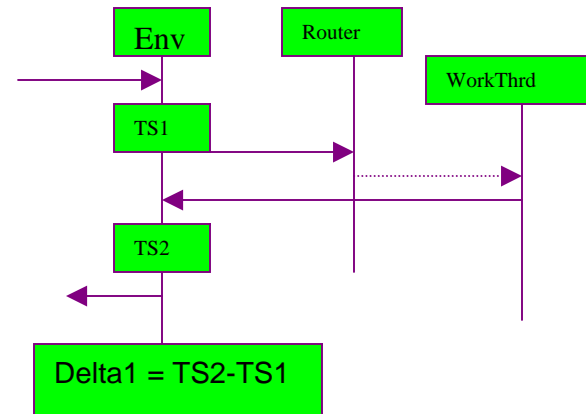 Env
Router
WorkThrd
TS1
TS2
Delta1 = TS2-TS1